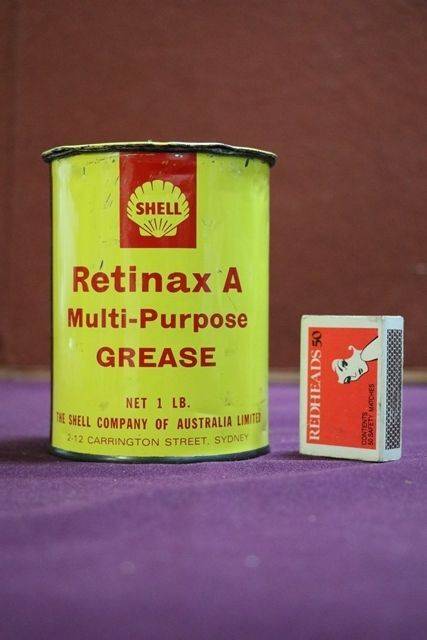 SHELL
Retinax A
Multi-Purpose
GREASE
NET 1 LB.
THE SHELL COMPANY OF AUSTRALIA LIMITED
2-12 CARRINGTON STREET, SYDNEY
REDHEADS 50
CONTENTS
50 SAFETY MATCHES